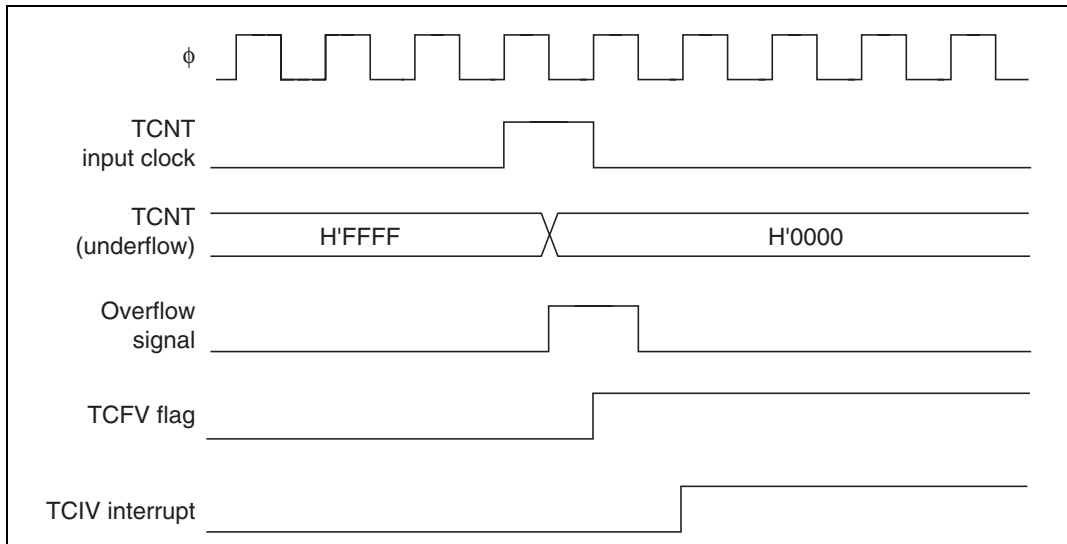 ϕ
TCNT
input clock
TCNT
(underflow)
H'FFFF
H'0000
Overflow
signal
TCFV flag
TCIV interrupt